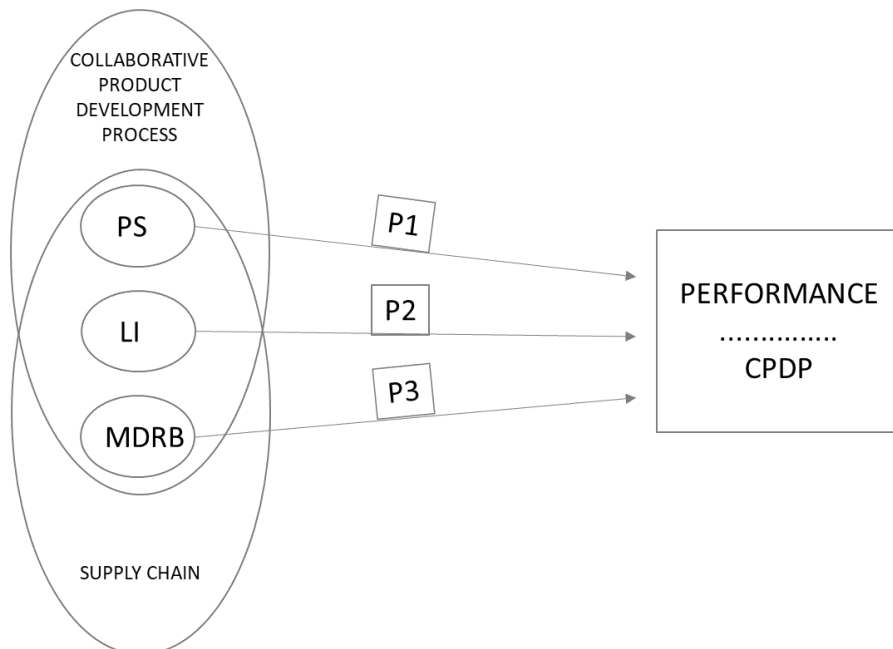 COLLABORATIVE
PRODUCT
DEVELOPMENT
PROCESS
PS
LI
MDRB
SUPPLY CHAIN
P1
P2
P3
PERFORMANCE
...............
CPDP